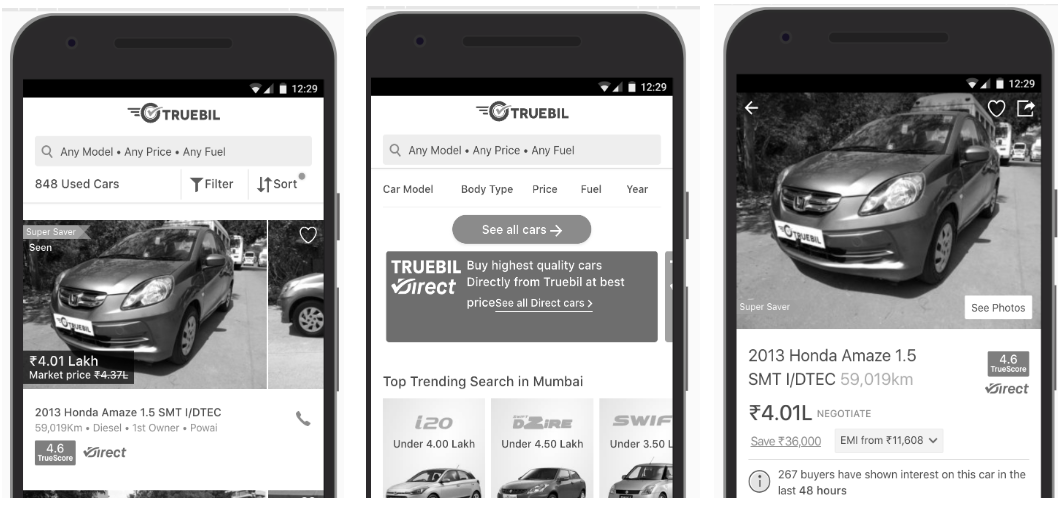 12:29
TRUEBIL
Any Model • Any Price • Any Fuel
848 Used Cars
Filter
Sort
Super Saver
Seen
TRUEBIL
₹4.01 Lakh
Market price ₹4.37L
2013 Honda Amaze 1.5 SMT I/DTEC
59,019Km • Diesel • 1st Owner • Powai
4.6
TrueScore
Direct
12:29
TRUEBIL
Any Model • Any Price • Any Fuel
Car Model Body Type Price Fuel Year
See all cars →
TRUEBIL
Direct
Buy highest quality cars
Directly from Truebil at best
priceSee all Direct cars >
Top Trending Search in Mumbai
i20
Under 4.00 Lakh
DZIRE
Under 4.50 Lakh
SWIF
Under 3.50 L
12:29
TRUEBIL
Super Saver
See Photos
2013 Honda Amaze 1.5
SMT I/DTEC 59,019km
4.6
TrueScore
Direct
₹4.01L NEGOTIATE
Save ₹36,000
EMI from ₹11,608
267 buyers have shown interest on this car in the
last 48 hours